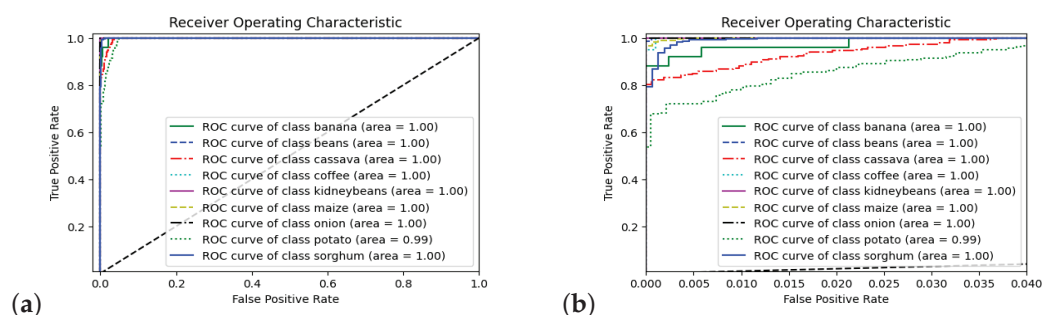 Receiver Operating Characteristic
1.0
0.8
0.6
0.4
0.2
True Positive Rate
ROC curve of class banana (area = 1.00)
ROC curve of class beans (area = 1.00)
ROC curve of class cassava (area = 1.00)
ROC curve of class coffee (area = 1.00)
ROC curve of class kidneybeans (area = 1.00)
ROC curve of class maize (area = 1.00)
ROC curve of class onion (area = 1.00)
ROC curve of class potato (area = 0.99)
ROC curve of class sorghum (area = 1.00)
0.0 0.2 0.4 0.6 0.8 1.0
False Positive Rate
(a)
Receiver Operating Characteristic
1.0
0.8
0.6
0.4
0.2
True Positive Rate
ROC curve of class banana (area = 1.00)
ROC curve of class beans (area = 1.00)
ROC curve of class cassava (area = 1.00)
ROC curve of class coffee (area = 1.00)
ROC curve of class kidneybeans (area = 1.00)
ROC curve of class maize (area = 1.00)
ROC curve of class onion (area = 1.00)
ROC curve of class potato (area = 0.99)
ROC curve of class sorghum (area = 1.00)
0.000 0.005 0.010 0.015 0.020 0.025 0.030 0.035 0.040
False Positive Rate
(b)